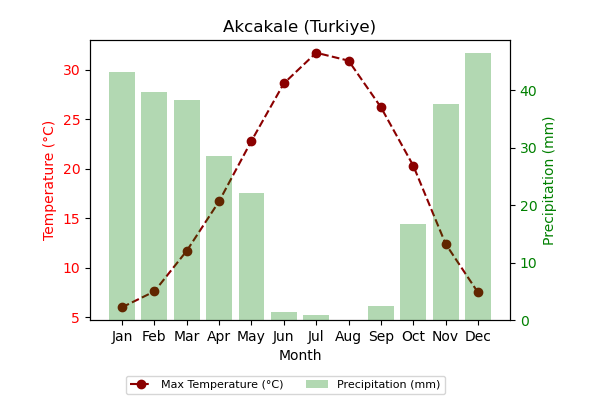 Akcakale (Turkiye)
30
25
20
15
10
5
Temperature (°C)
40
30
20
10
0
Precipitation (mm)
Jan Feb Mar Apr May Jun Jul Aug Sep Oct Nov Dec
Month
Max Temperature (°C) Precipitation (mm)